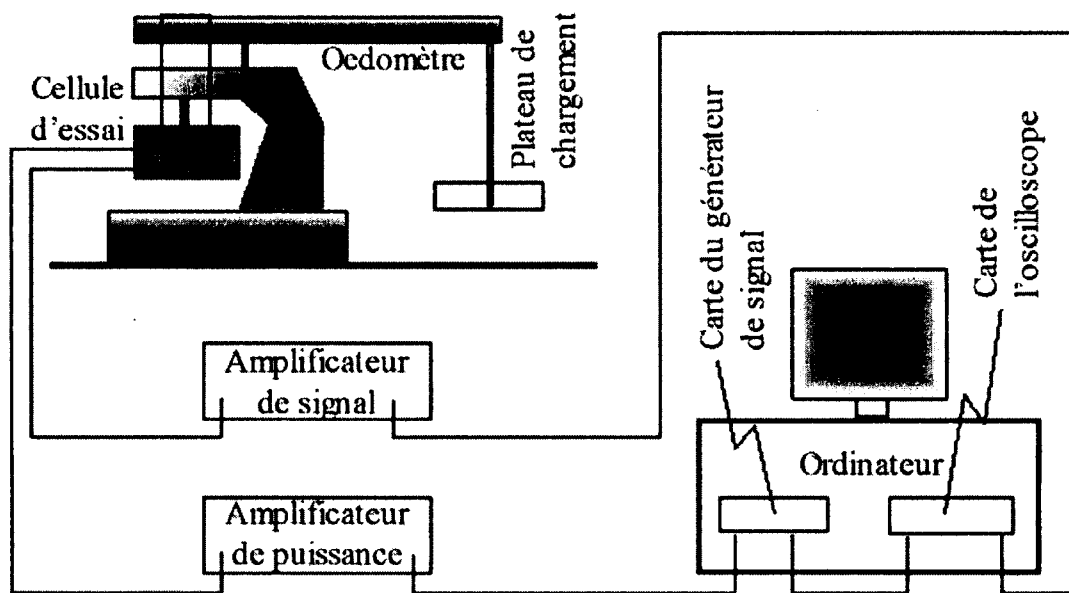 Oedomètre
Cellule
d'essai
Plateau de
chargement
Carte du générateur
de signal
Carte de
l'oscilloscope
Amplificateur
de signal
Ordinateur
Amplificateur
de puissance